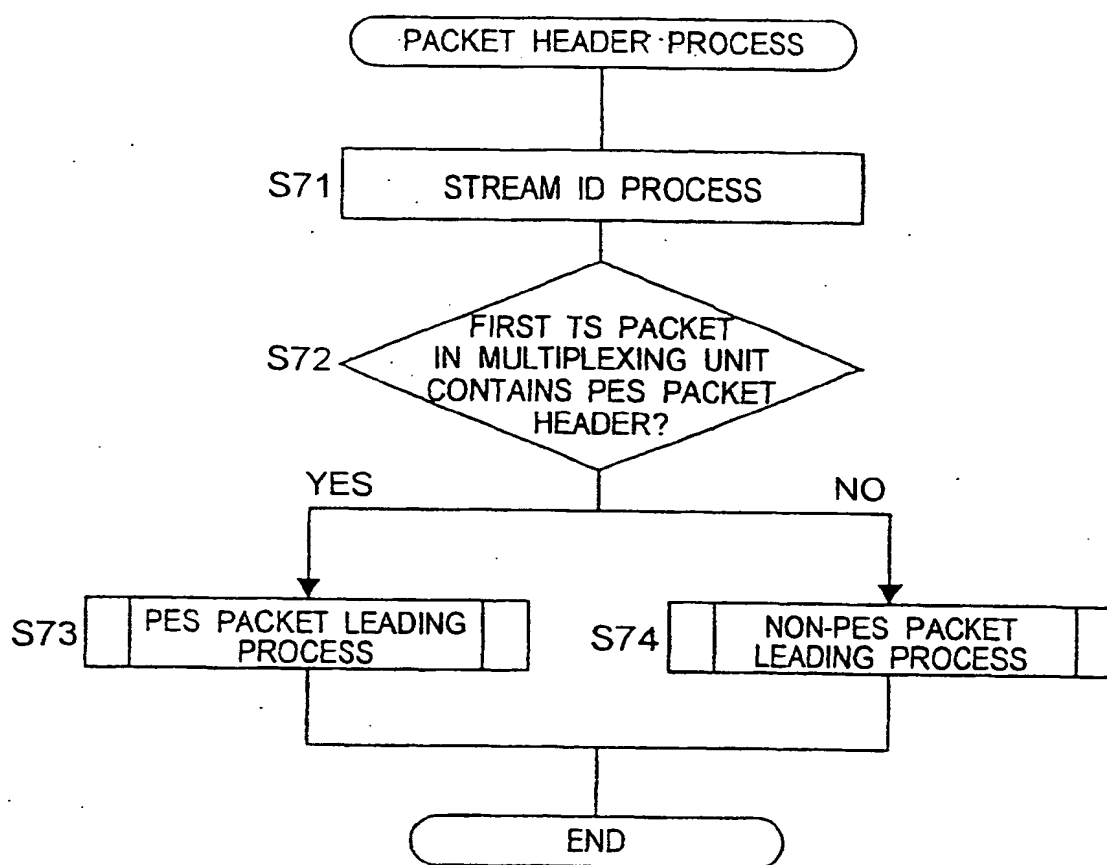 PACKET HEADER PROCESS
S71
STREAM ID PROCESS
S72
FIRST TS PACKET
IN MULTIPLEXING UNIT
CONTAINS PES PACKET
HEADER?
YES
NO
S73
PES PACKET LEADING
PROCESS
S74
NON-PES PACKET
LEADING PROCESS
END